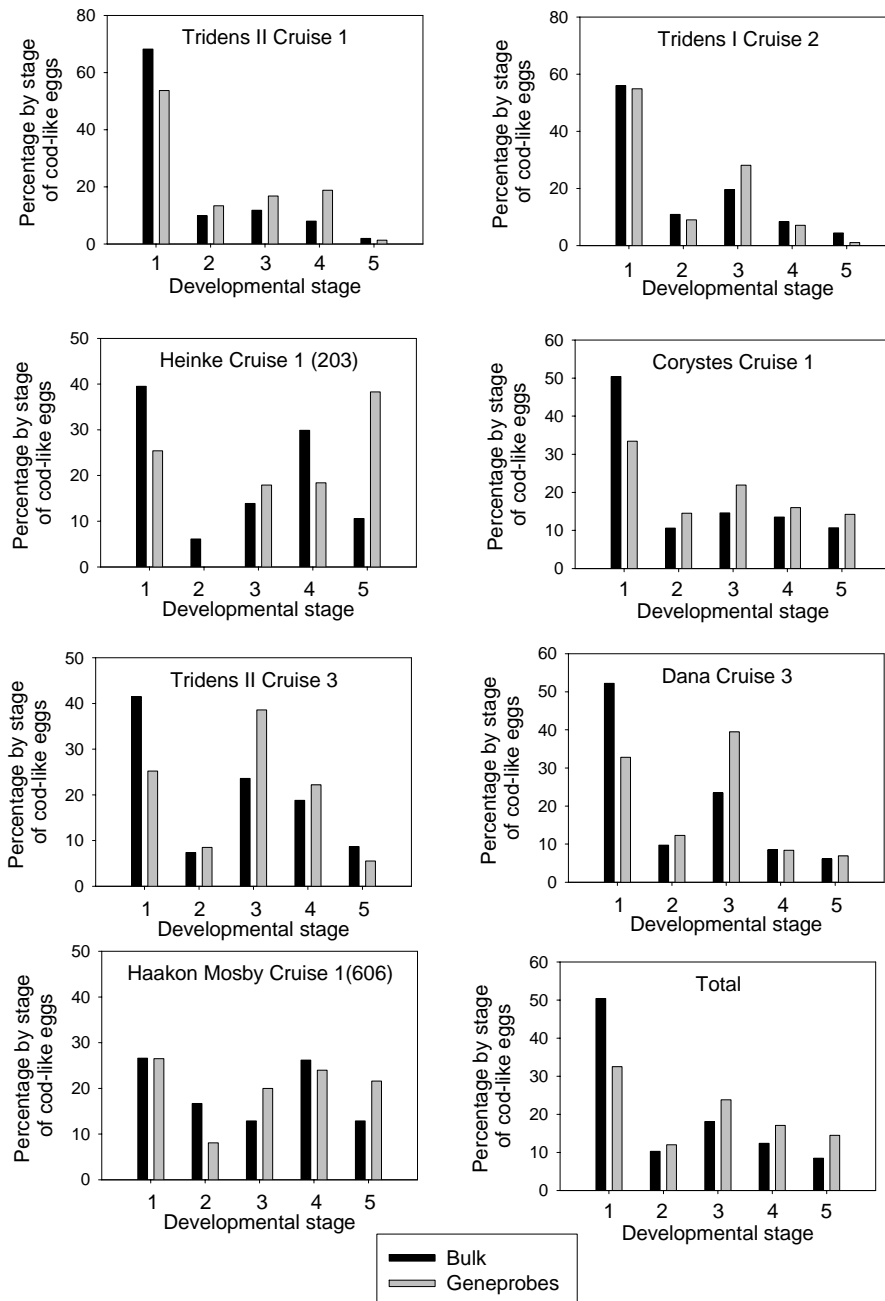 Tridens II Cruise 1
Percentage by stage
of cod-like eggs
80
60
40
20
0
1 2 3 4 5
Developmental stage
Tridens I Cruise 2
Percentage by stage
of cod-like eggs
80
60
40
20
0
1 2 3 4 5
Developmental stage
Heinke Cruise 1 (203)
Percentage by stage
of cod-like eggs
50
40
30
20
10
0
1 2 3 4 5
Developmental stage
Corystes Cruise 1
Percentage by stage
of cod-like eggs
60
50
40
30
20
10
0
1 2 3 4 5
Developmental stage
Tridens II Cruise 3
Percentage by stage
of cod-like eggs
50
40
30
20
10
0
1 2 3 4 5
Developmental stage
Dana Cruise 3
Percentage by stage
of cod-like eggs
60
50
40
30
20
10
0
1 2 3 4 5
Developmental stage
Haakon Mosby Cruise 1(606)
Percentage by stage
of cod-like eggs
50
40
30
20
10
0
1 2 3 4 5
Developmental stage
Total
Percentage by stage
of cod-like eggs
60
50
40
30
20
10
0
1 2 3 4 5
Developmental stage
Bulk
Geneprobes